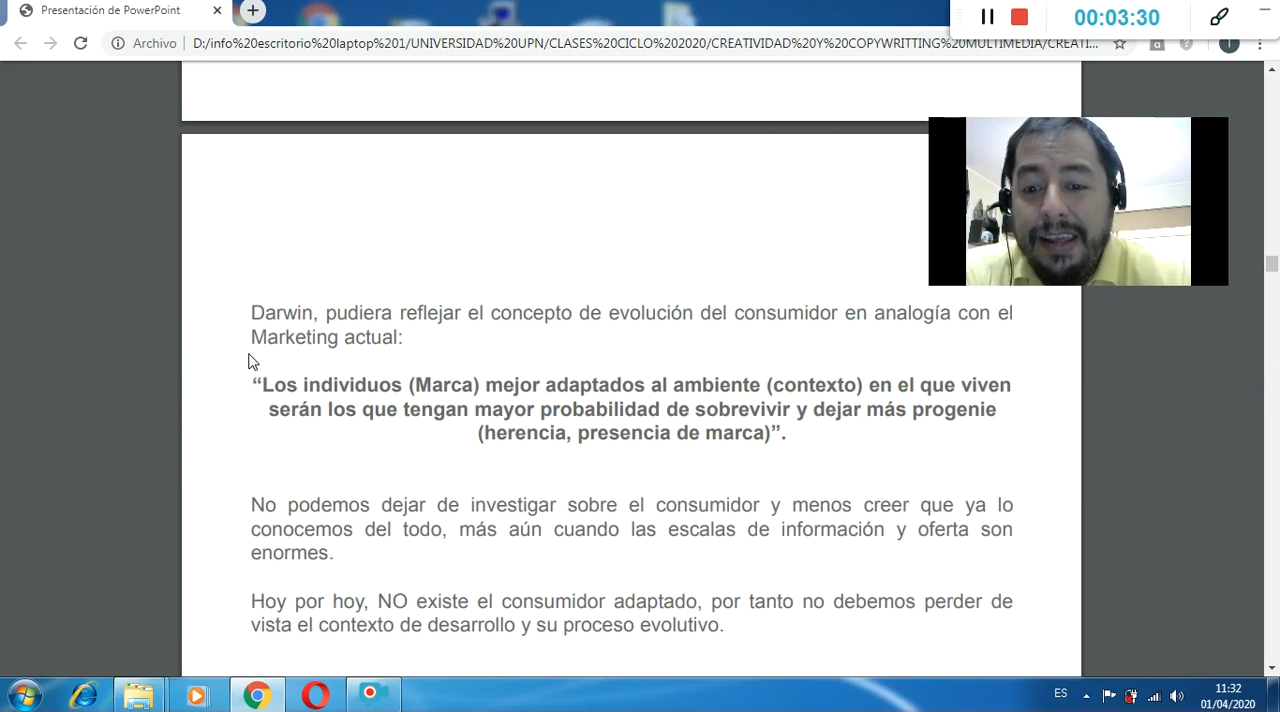 Presentación de PowerPoint
00:03:30
Archivo
D:/info%20escritorio%20laptop%201/UNIVERSIDAD%20UPN/CLASES%20CICLO%202020/CREATIVIDAD%20Y%20COPYWRITTING%20MULTIMEDIA/CREATI...
Darwin, pudiera reflejar el concepto de evolución del consumidor en analogía con el
Marketing actual:
“Los individuos (Marca) mejor adaptados al ambiente (contexto) en el que viven
serán los que tengan mayor probabilidad de sobrevivir y dejar más progenie
(herencia, presencia de marca)”.
No podemos dejar de investigar sobre el consumidor y menos creer que ya lo
conocemos del todo, más aún cuando las escalas de información y oferta son
enormes.
Hoy por hoy, NO existe el consumidor adaptado, por tanto no debemos perder de
vista el contexto de desarrollo y su proceso evolutivo.
ES
11:32
01/04/2020